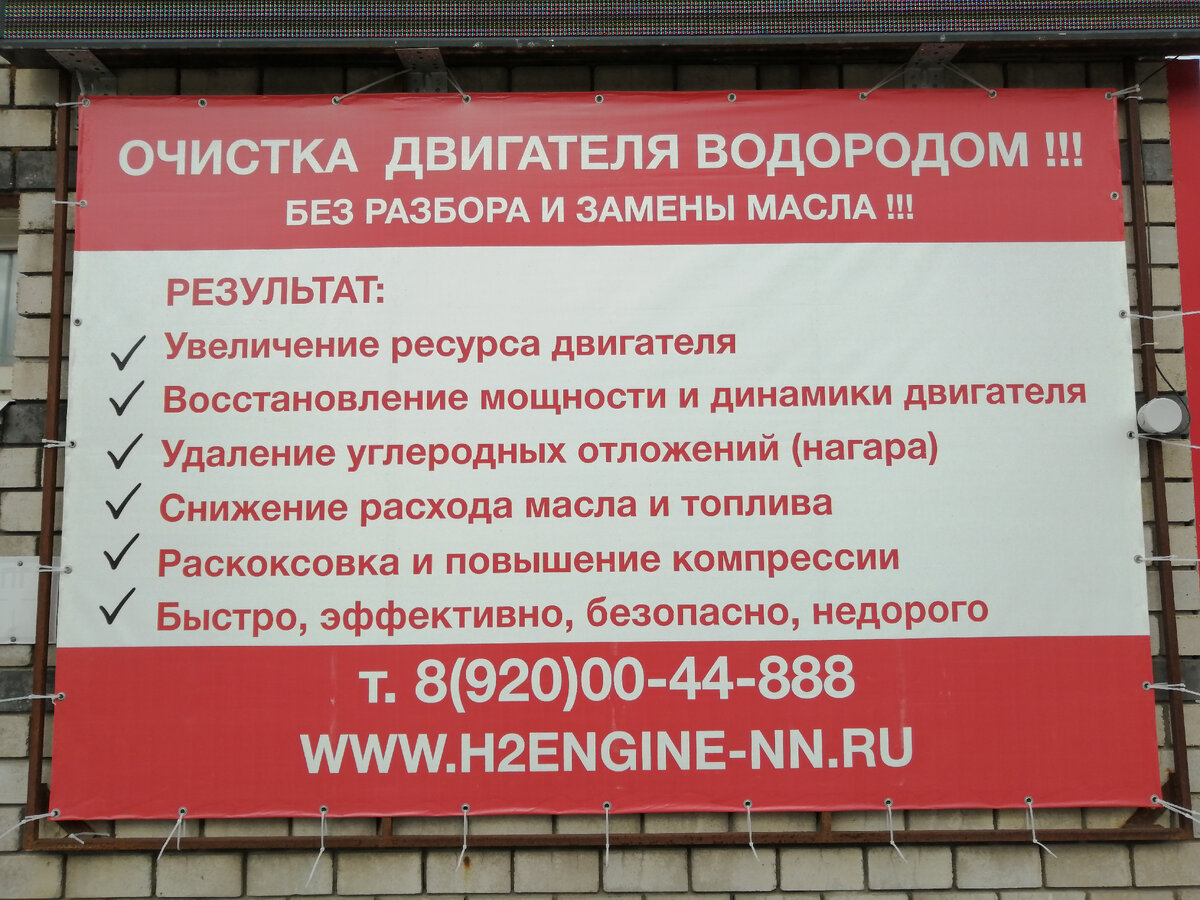 ОЧИСТКА ДВИГАТЕЛЯ ВОДОРОДОМ !!!
БЕЗ РАЗБОРА И ЗАМЕНЫ МАСЛА !!!
РЕЗУЛЬТАТ:
✓ Увеличение ресурса двигателя
✓ Восстановление мощности и динамики двигателя
✓ Удаление углеродных отложений (нагара)
✓ Снижение расхода масла и топлива
✓ Раскоксовка и повышение компрессии
✓ Быстро, эффективно, безопасно, недорого
т. 8(920)00-44-888
WWW.H2ENGINE-NN.RU